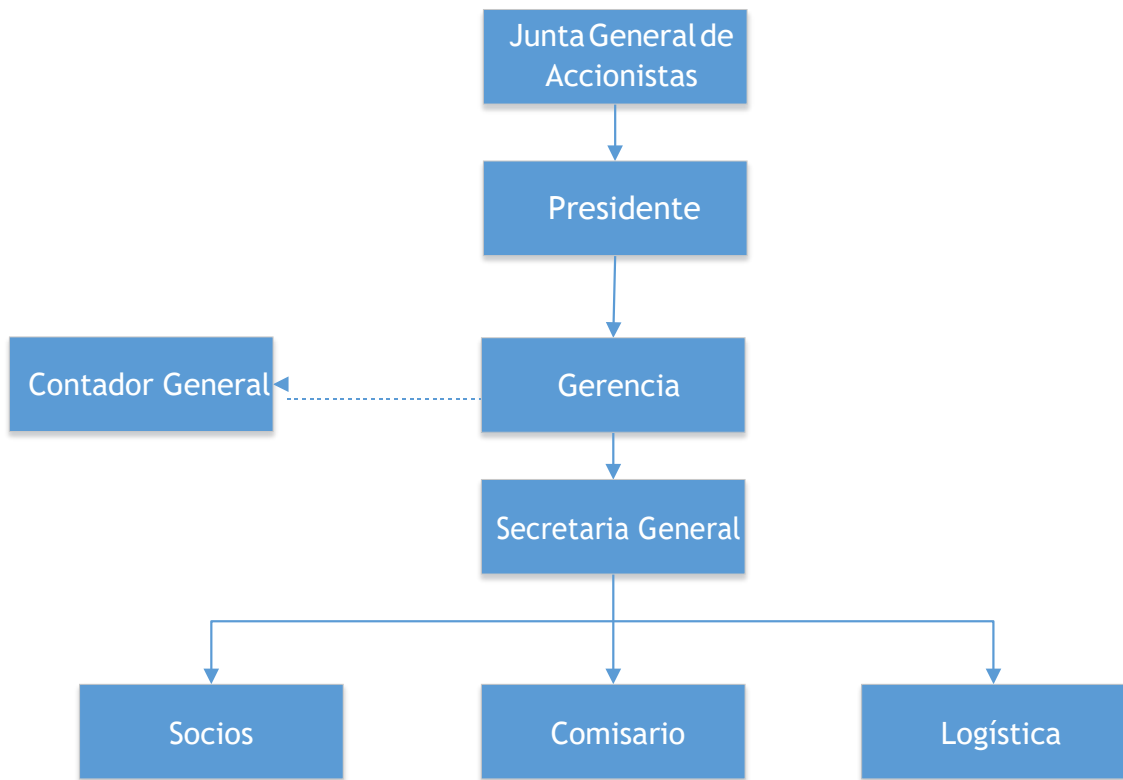 Junta General de
Accionistas
Presidente
Contador General
Gerencia
Secretaria General
Socios
Comisario
Logística